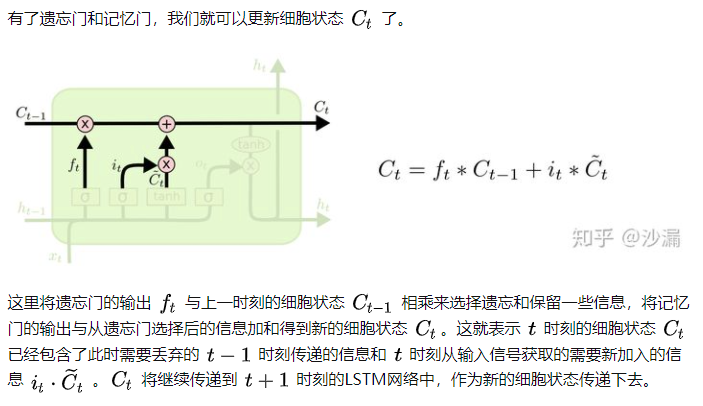 有了遗忘门和记忆门，我们就可以更新细胞状态 C_t 了。
h_t
C_{t-1}
C_t
tanh
f_t
i_t
C̃_t
o_t
σ σ tanh σ
h_{t-1}
h_t
x_t
C_t = f_t * C_{t-1} + i_t * C̃_t
知乎 @沙漏
这里将遗忘门的输出 f_t 与上一时刻的细胞状态 C_{t-1} 相乘来选择遗忘和保留一些信息，将记忆
门的输出与从遗忘门选择后的信息加和得到新的细胞状态 C_t。这就表示 t 时刻的细胞状态 C_t
已经包含了此时需要丢弃的 t − 1 时刻传递的信息和 t 时刻从输入信号获取的需要新加入的信
息 i_t · C̃_t 。C_t 将继续传递到 t + 1 时刻的LSTM网络中，作为新的细胞状态传递下去。